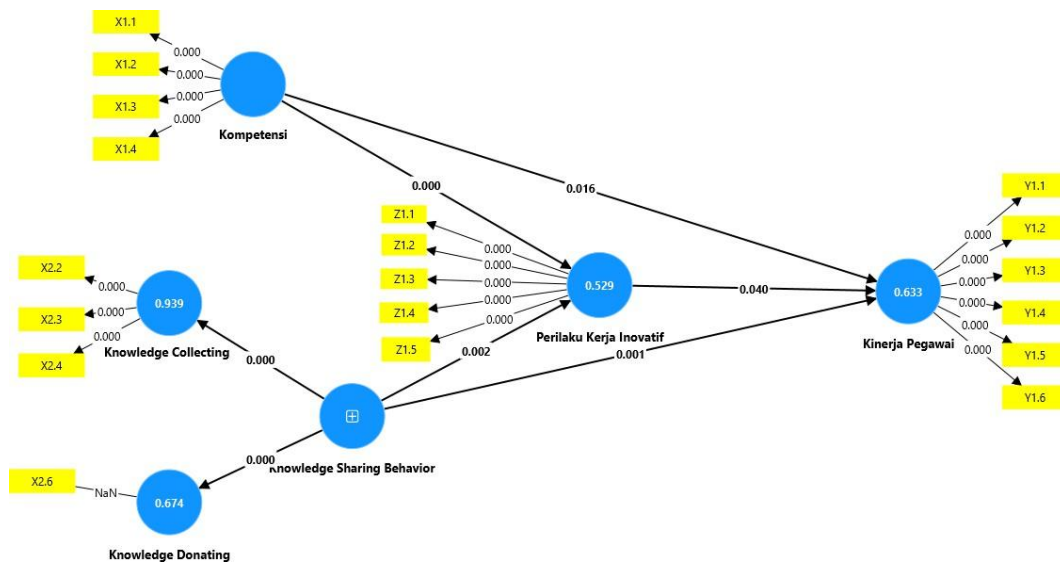 X1.1
0.000
X1.2
0.000
X1.3
0.000
X1.4
0.000
Kompetensi
0.000
0.016
Z1.1
0.000
Z1.2
0.000
Z1.3
0.000
Z1.4
0.000
Z1.5
0.000
0.529
Perilaku Kerja Inovatif
0.040
Y1.1
0.000
Y1.2
0.000
Y1.3
0.000
Y1.4
0.000
Y1.5
0.000
Y1.6
0.000
0.633
Kinerja Pegawai
X2.2
0.000
X2.3
0.000
X2.4
0.000
0.939
Knowledge Collecting
0.000
0.002
0.001
Knowledge Sharing Behavior
0.000
X2.6
NaN
0.674
Knowledge Donating